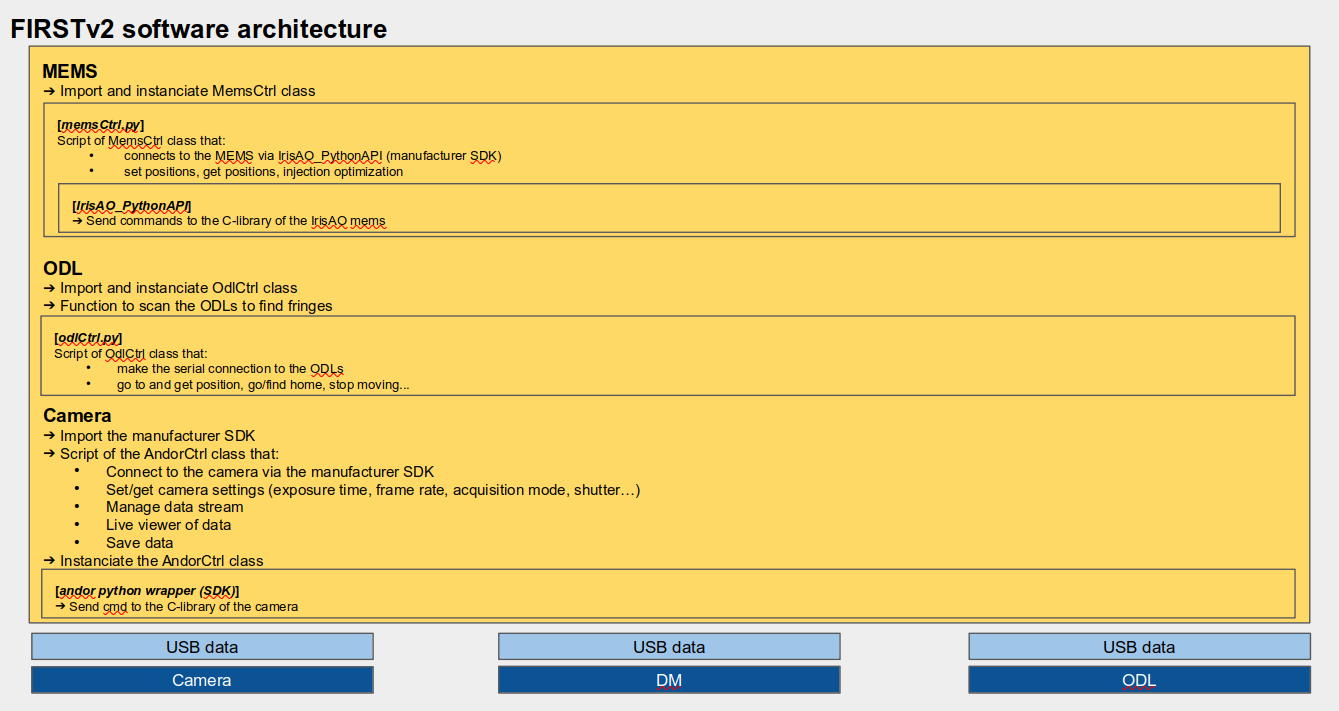 FIRSTv2 software architecture
MEMS
➔ Import and instanciate MemsCtrl class
[memsCtrl.py]
Script of MemsCtrl class that:
• connects to the MEMS via IrisAO_PythonAPI (manufacturer SDK)
• set positions, get positions, injection optimization
[IrisAO_PythonAPI]
➔ Send commands to the C-library of the IrisAO mems
ODL
➔ Import and instanciate OdlCtrl class
➔ Function to scan the ODLs to find fringes
[odlCtrl.py]
Script of OdlCtrl class that:
• make the serial connection to the ODLs
• go to and get position, go/find home, stop moving...
Camera
➔ Import the manufacturer SDK
➔ Script of the AndorCtrl class that:
• Connect to the camera via the manufacturer SDK
• Set/get camera settings (exposure time, frame rate, acquisition mode, shutter…)
• Manage data stream
• Live viewer of data
• Save data
➔ Instanciate the AndorCtrl class
[andor python wrapper (SDK)]
➔ Send cmd to the C-library of the camera
USB data
USB data
USB data
Camera
DM
ODL